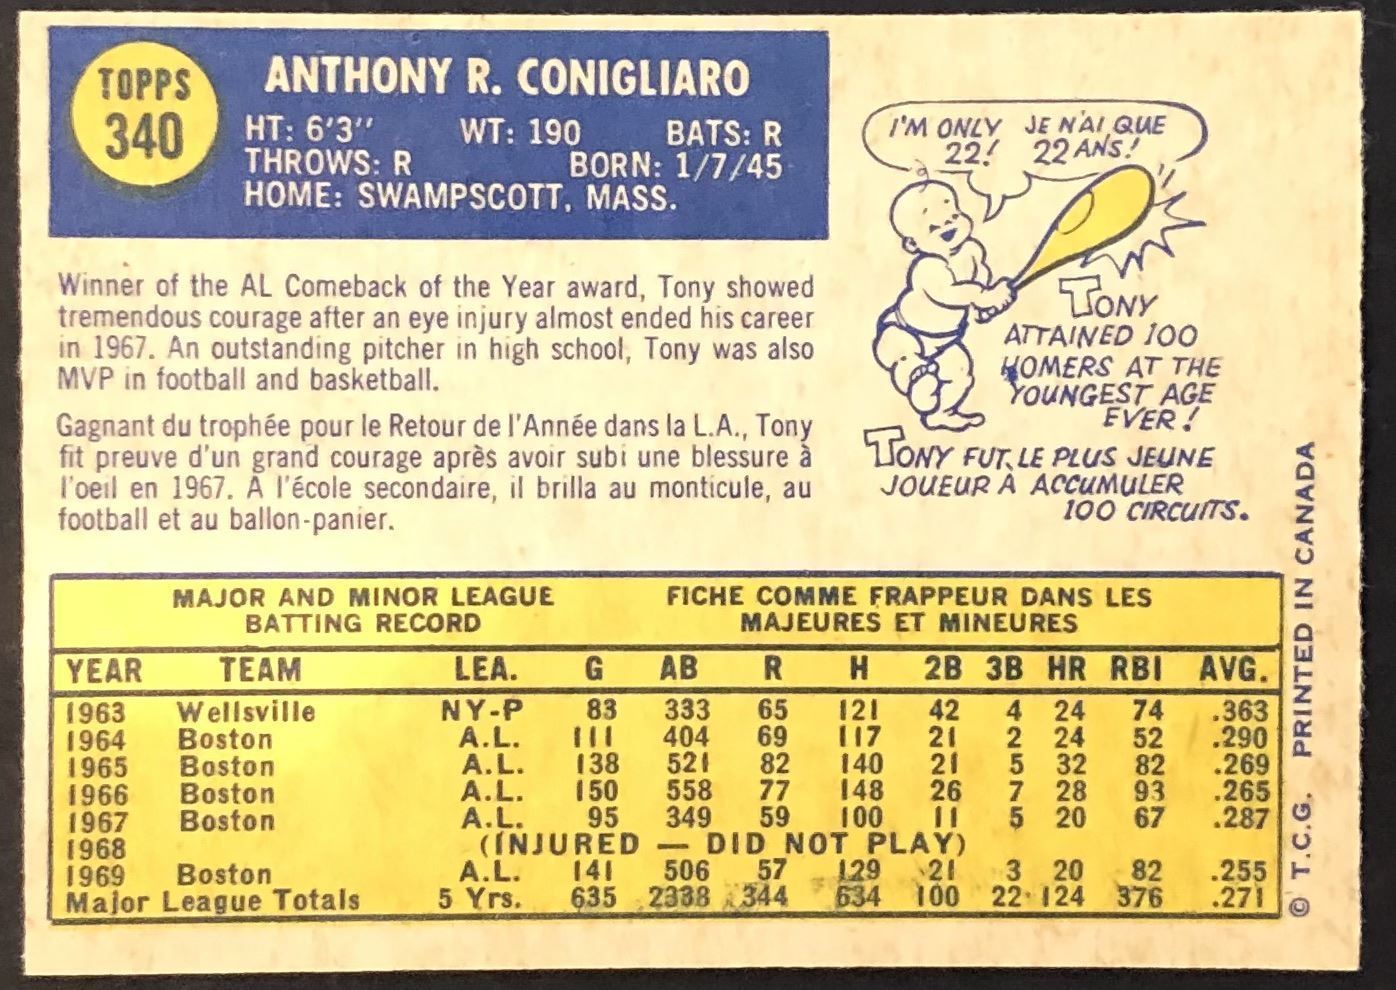 TOPPS
340
ANTHONY R. CONIGLIARO
HT: 6'3" WT: 190 BATS: R
THROWS: R BORN: 1/7/45
HOME: SWAMPSCOTT, MASS.
I'M ONLY JE N'AI QUE
22! 22 ANS!
Winner of the AL Comeback of the Year award, Tony showed
tremendous courage after an eye injury almost ended his career
in 1967. An outstanding pitcher in high school, Tony was also
MVP in football and basketball.
Gagnant du trophée pour le Retour de l'Année dans la L.A., Tony
fit preuve d'un grand courage après avoir subi une blessure à
l'oeil en 1967. A l'école secondaire, il brilla au monticule, au
football et au ballon-panier.
TONY
ATTAINED 100
HOMERS AT THE
YOUNGEST AGE
EVER!
TONY FUT LE PLUS JEUNE
JOUEUR À ACCUMULER
100 CIRCUITS.
MAJOR AND MINOR LEAGUE FICHE COMME FRAPPEUR DANS LES
BATTING RECORD MAJEURES ET MINEURES
YEAR TEAM LEA. G AB R H 2B 3B HR RBI AVG.
1963 Wellsville NY-P 83 333 65 121 42 4 24 74 .363
1964 Boston A.L. 111 404 69 117 21 2 24 52 .290
1965 Boston A.L. 138 521 82 140 21 5 32 82 .269
1966 Boston A.L. 150 558 77 148 26 7 28 93 .265
1967 Boston A.L. 95 349 59 100 11 5 20 67 .287
1968 (INJURED — DID NOT PLAY)
1969 Boston A.L. 141 506 57 129 21 3 20 82 .255
Major League Totals 5 Yrs. 635 2338 344 634 100 22 124 376 .271
© T.C.G. PRINTED IN CANADA